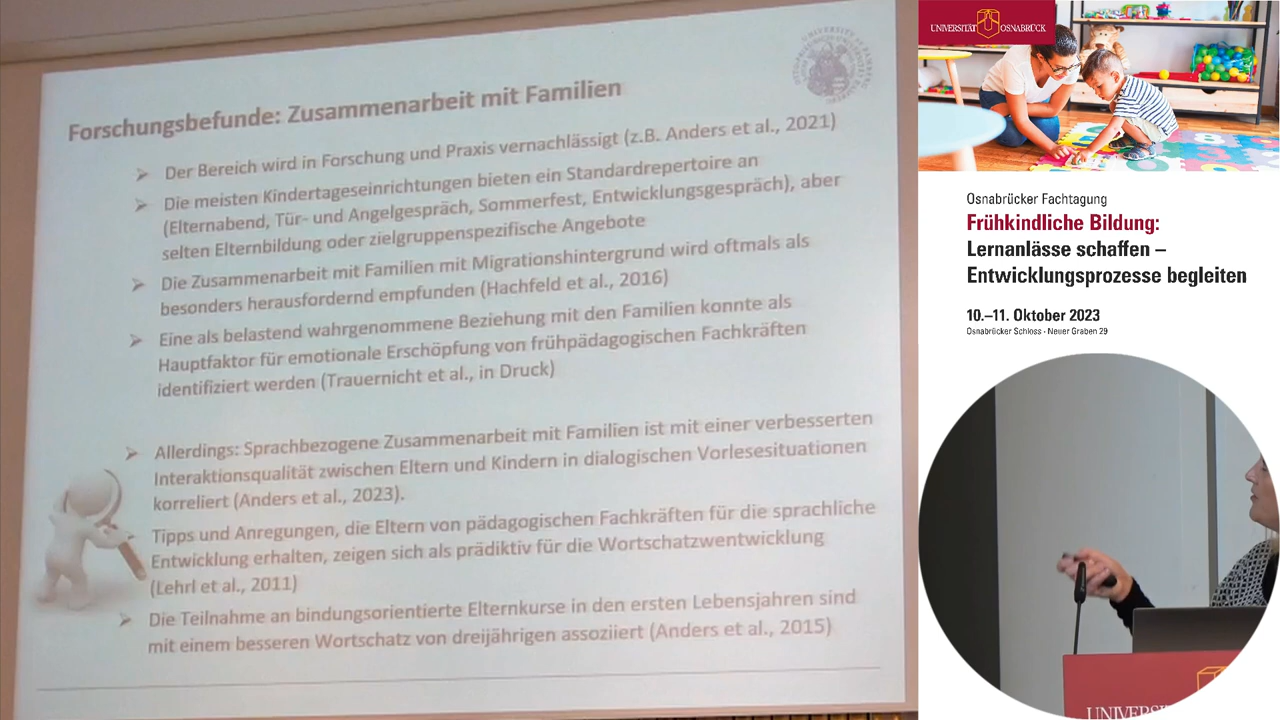 Forschungsbefunde: Zusammenarbeit mit Familien
➢ Der Bereich wird in Forschung und Praxis vernachlässigt (z.B. Anders et al., 2021)
➢ Die meisten Kindertageseinrichtungen bieten ein Standardrepertoire an
(Elternabend, Tür- und Angelgespräch, Sommerfest, Entwicklungsgespräch), aber
selten Elternbildung oder zielgruppenspezifische Angebote
➢ Die Zusammenarbeit mit Familien mit Migrationshintergrund wird oftmals als
besonders herausfordernd empfunden (Hachfeld et al., 2016)
➢ Eine als belastend wahrgenommene Beziehung mit den Familien konnte als
Hauptfaktor für emotionale Erschöpfung von frühpädagogischen Fachkräften
identifiziert werden (Trauernicht et al., in Druck)
➢ Allerdings: Sprachbezogene Zusammenarbeit mit Familien ist mit einer verbesserten
Interaktionsqualität zwischen Eltern und Kindern in dialogischen Vorlesesituationen
korreliert (Anders et al., 2023).
Tipps und Anregungen, die Eltern von pädagogischen Fachkräften für die sprachliche
Entwicklung erhalten, zeigen sich als prädiktiv für die Wortschatzwentwicklung
(Lehrl et al., 2011)
➢ Die Teilnahme an bindungsorientierte Elternkurse in den ersten Lebensjahren sind
mit einem besseren Wortschatz von dreijährigen assoziiert (Anders et al., 2015)
UNIVERSITÄT OSNABRÜCK
Osnabrücker Fachtagung
Frühkindliche Bildung:
Lernanlässe schaffen –
Entwicklungsprozesse begleiten
10.–11. Oktober 2023
Osnabrücker Schloss · Neuer Graben 29
UNIVERSI